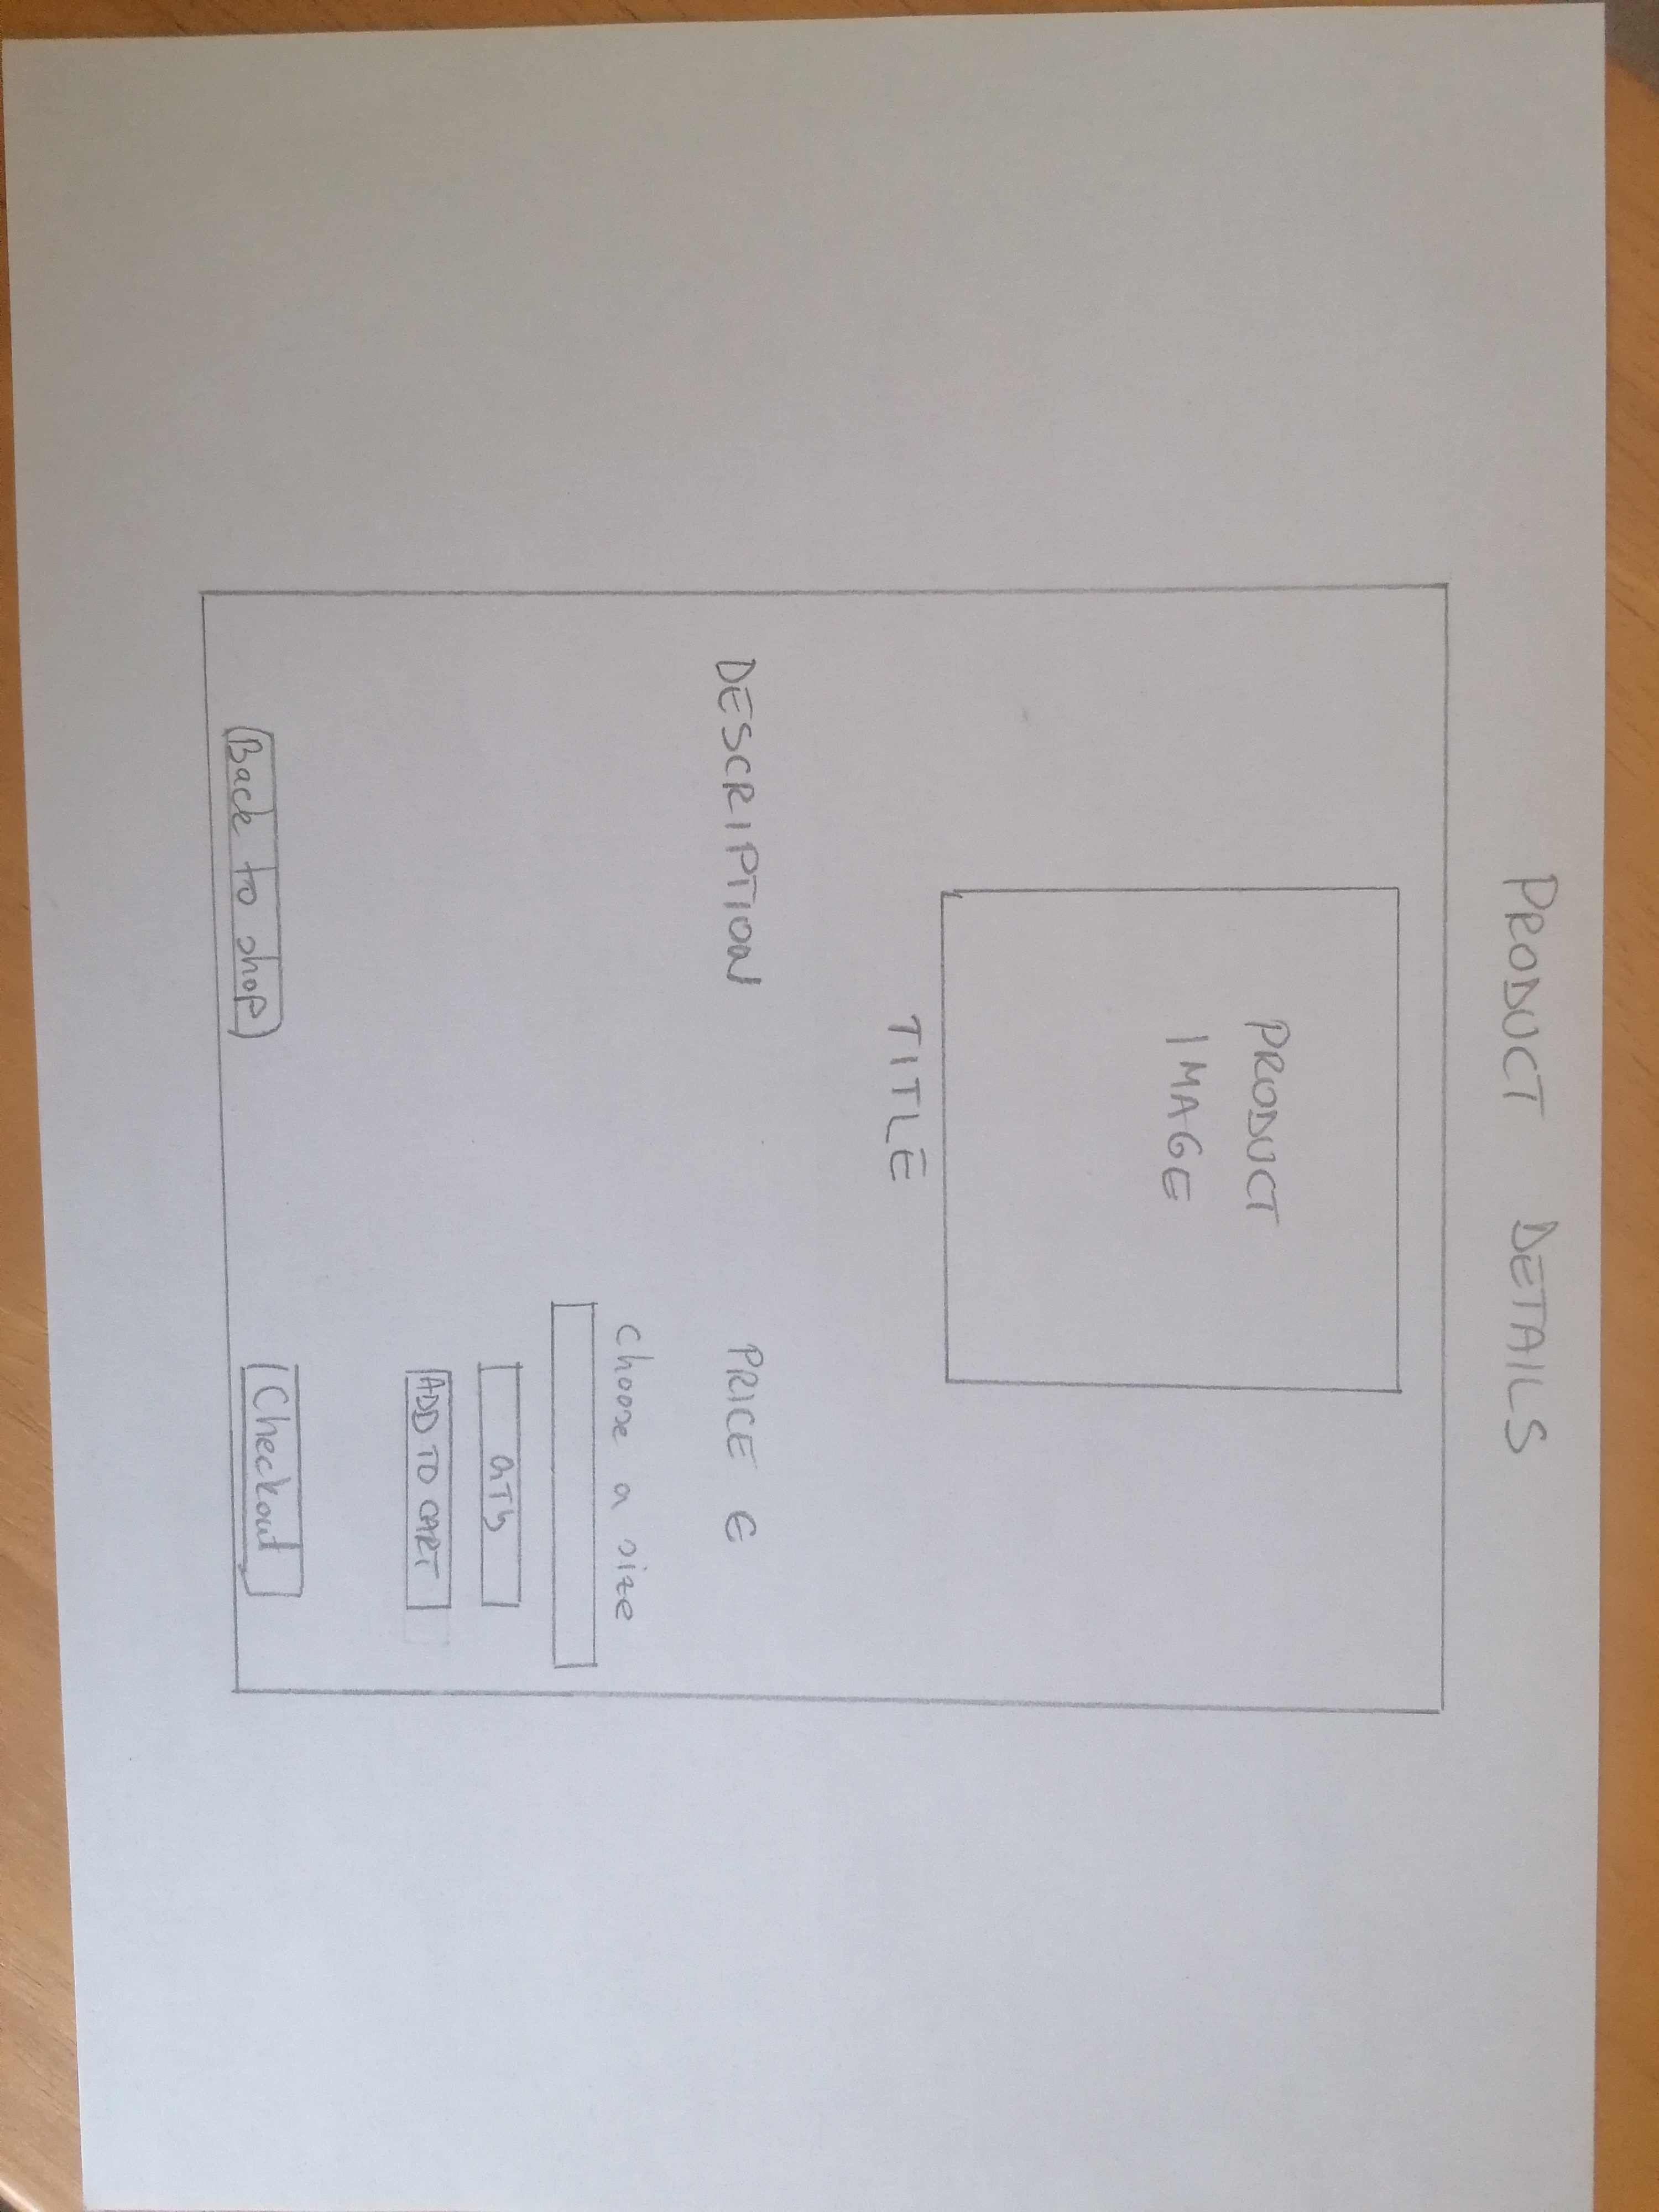 PRODUCT DETAILS
PRODUCT
IMAGE
TITLE
DESCRIPTION
PRICE €
Choose a size
QTY
ADD TO CART
Back to shop
Checkout